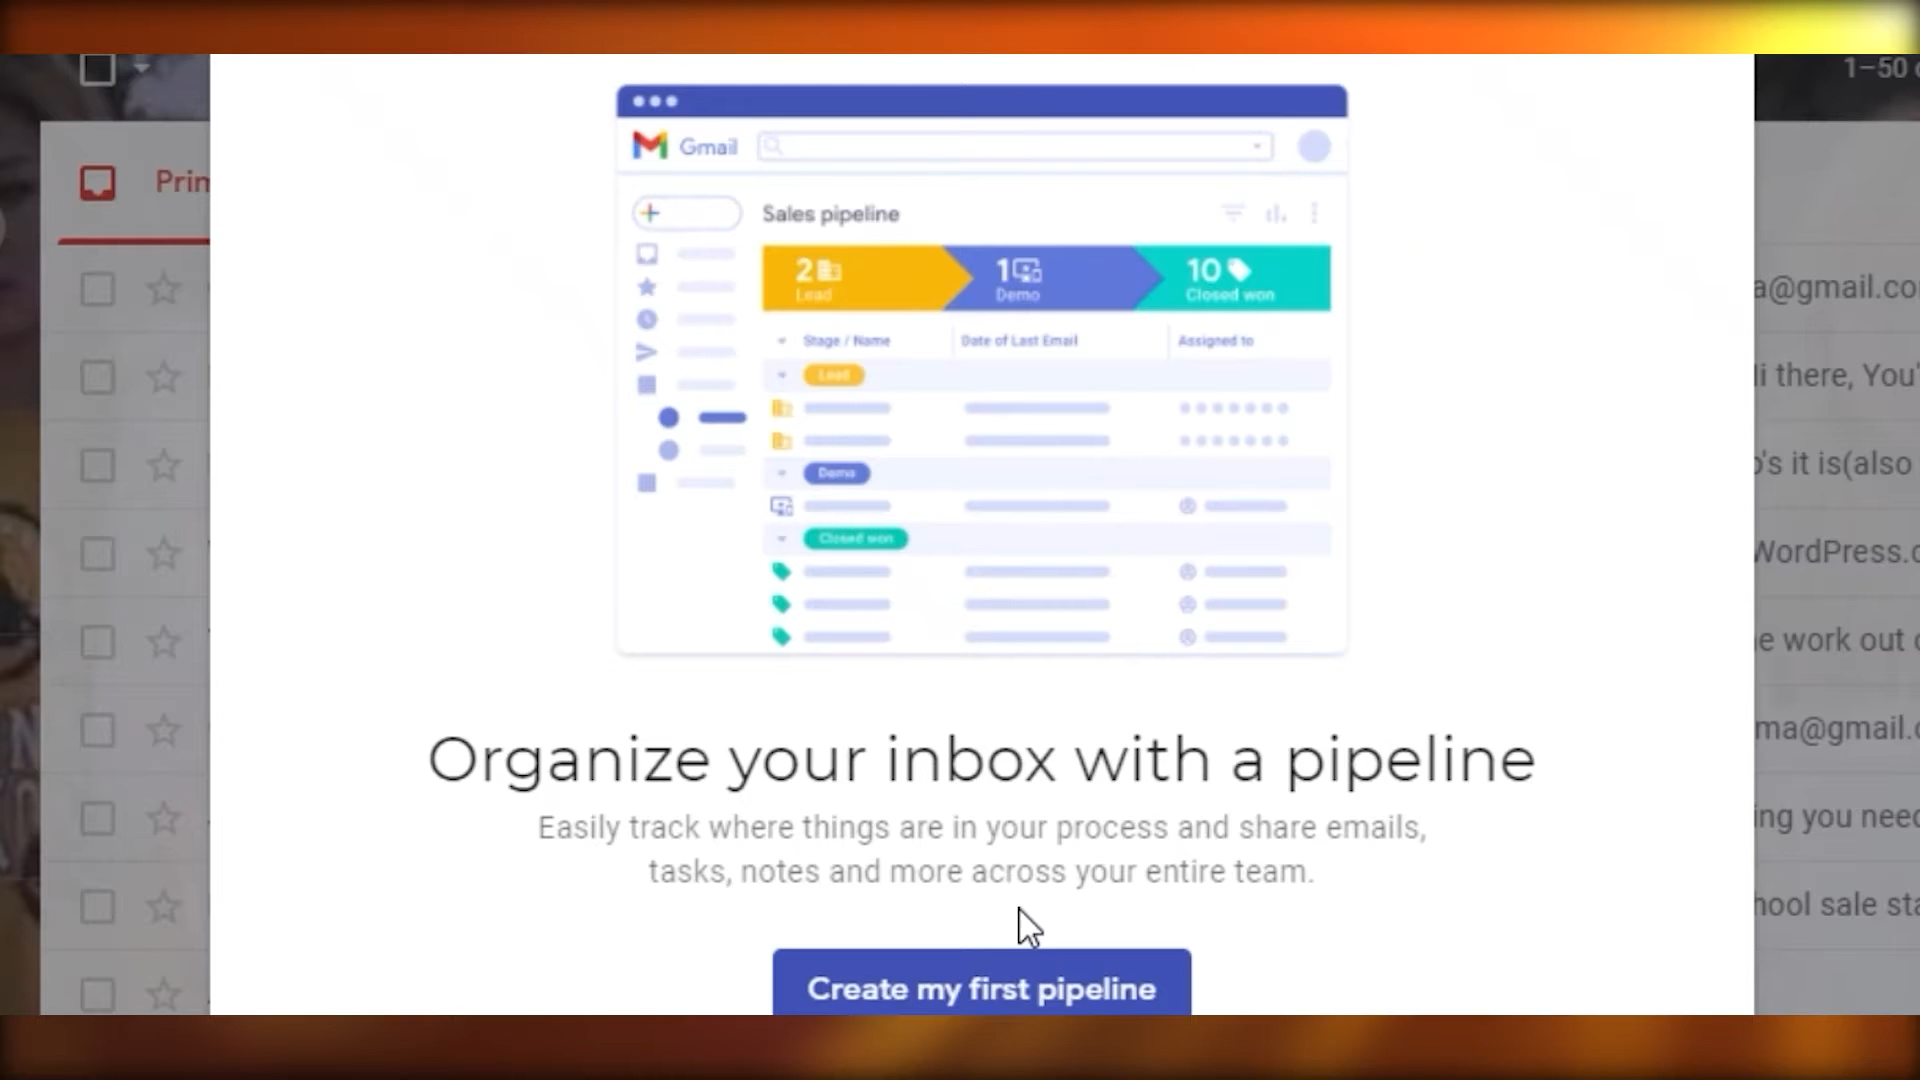 1–50
Prim
Gmail
Sales pipeline
2
Lead
1
Demo
10
Closed won
Stage / Name
Date of Last Email
Assigned to
Lead
Demo
Closed won
a@gmail.co
i there, You'
's it is(also
WordPress.
e work out
ma@gmail.
ing you need
hool sale sta
Organize your inbox with a pipeline
Easily track where things are in your process and share emails,
tasks, notes and more across your entire team.
Create my first pipeline